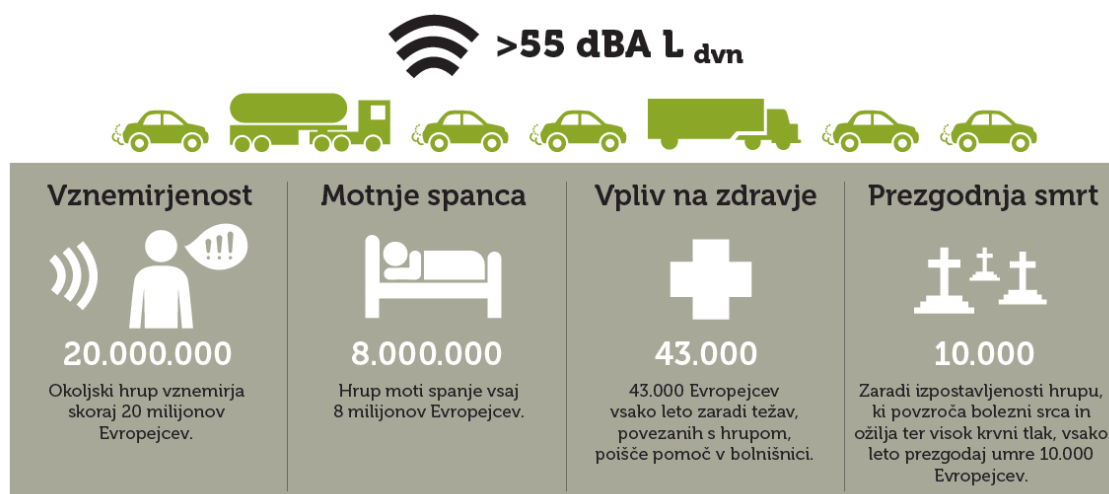 >55 dBA L dvn
Vznemirjenost
!!!
20.000.000
Okoljski hrup vznemirja
skoraj 20 milijonov
Evropejcev.
Motnje spanca
8.000.000
Hrup moti spanje vsaj
8 milijonov Evropejcev.
Vpliv na zdravje
43.000
43.000 Evropejcev
vsako leto zaradi težav,
povezanih s hrupom,
poišče pomoč v bolnišnici.
Prezgodnja smrt
10.000
Zaradi izpostavljenosti hrupu,
ki povzroča bolezni srca in
ožilja ter visok krvni tlak, vsako
leto prezgodaj umre 10.000
Evropejcev.